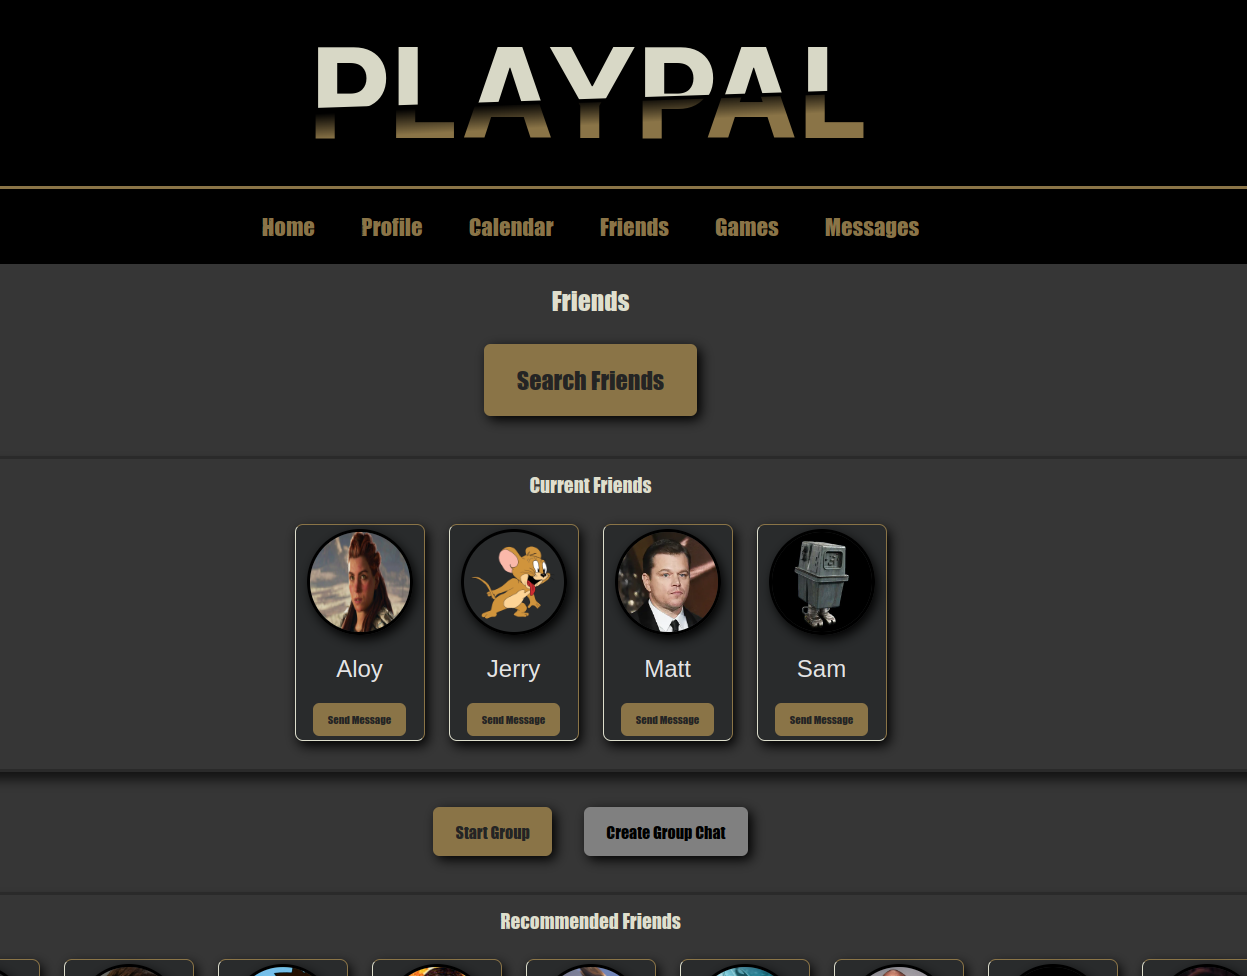 PLAYPAL
Home Profile Calendar Friends Games Messages
Friends
Search Friends
Current Friends
Aloy Jerry Matt Sam
Send Message Send Message Send Message Send Message
Start Group Create Group Chat
Recommended Friends